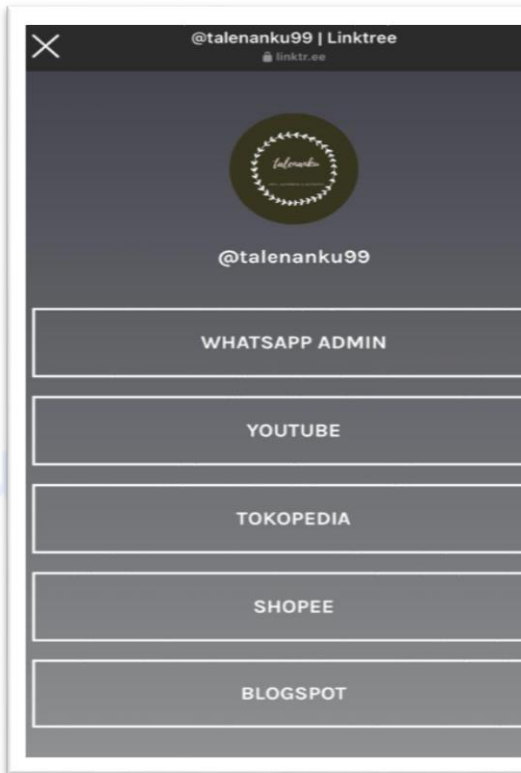 @talenanku99 | Linktree
linktr.ee
talenanku
@talenanku99
WHATSAPP ADMIN
YOUTUBE
TOKOPEDIA
SHOPEE
BLOGSPOT